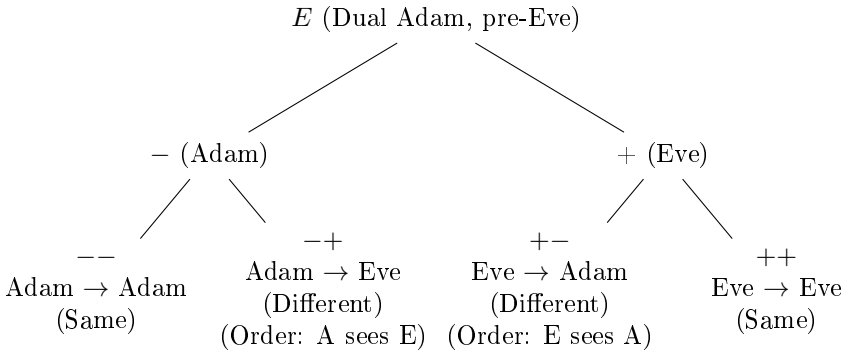 E (Dual Adam, pre-Eve)
− (Adam)
+ (Eve)
−−
Adam → Adam
(Same)
−+
Adam → Eve
(Different)
(Order: A sees E)
+−
Eve → Adam
(Different)
(Order: E sees A)
++
Eve → Eve
(Same)